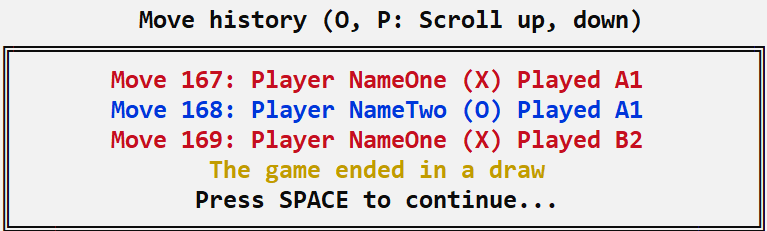 Move history (O, P: Scroll up, down)
Move 167: Player NameOne (X) Played A1
Move 168: Player NameTwo (O) Played A1
Move 169: Player NameOne (X) Played B2
The game ended in a draw
Press SPACE to continue...